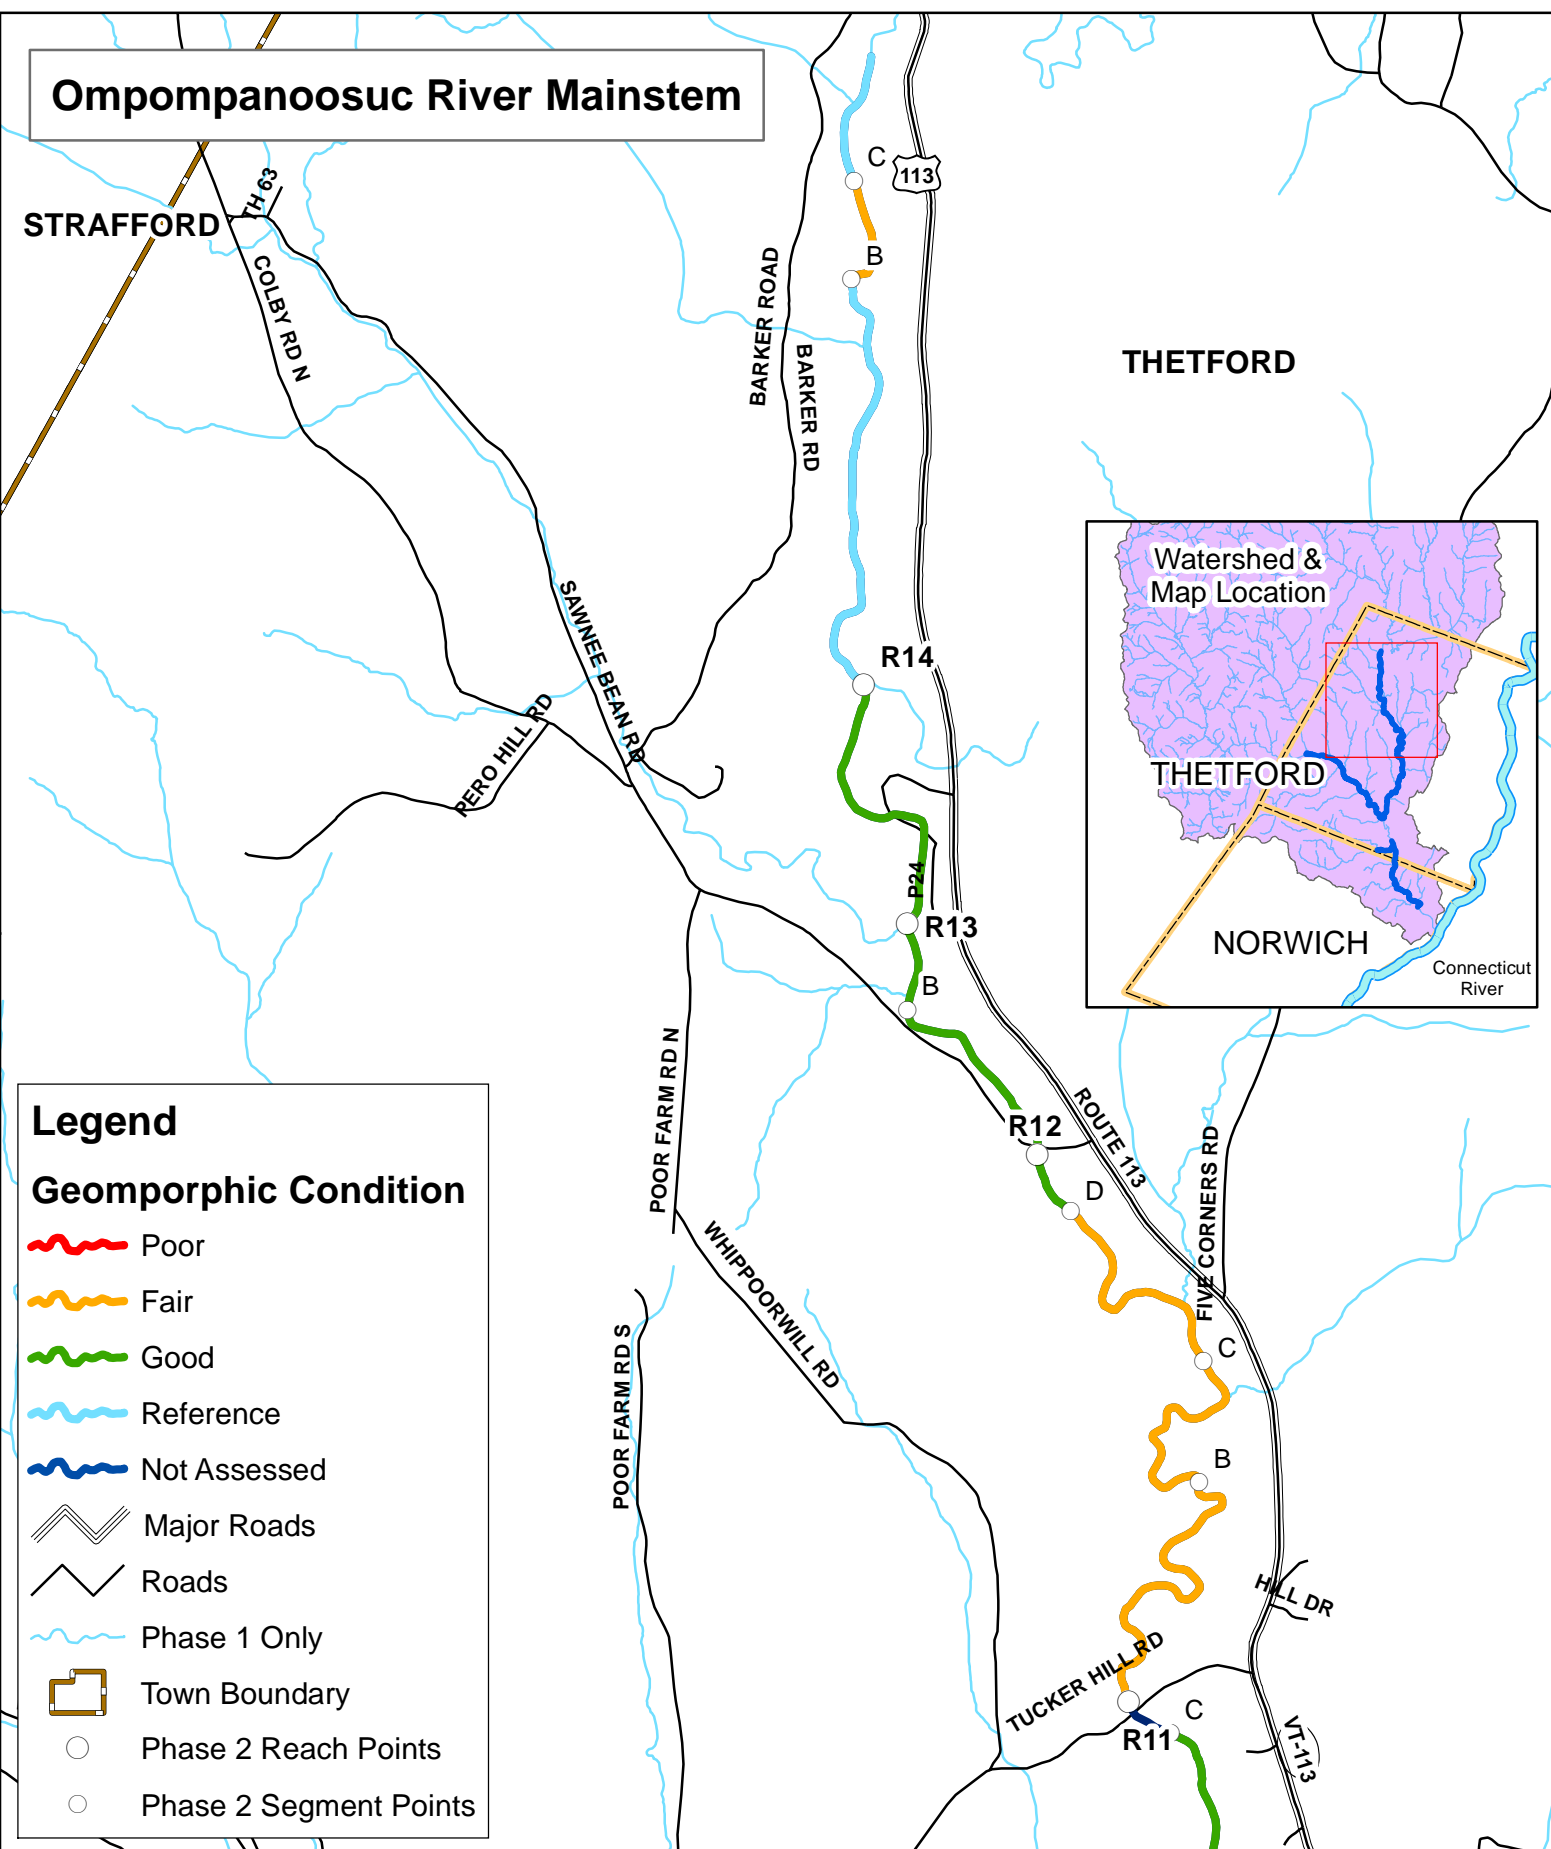 Ompompanoosuc River Mainstem
C
113
TH 63
STRAFFORD
B
COLBY RD N
BARKER ROAD
BARKER RD
THETFORD
Watershed &
Map Location
THETFORD
NORWICH
Connecticut
River
SAWNEE BEAN RD
R14
PERO HILL RD
P24
R13
B
POOR FARM RD N
R12
ROUTE 113
D
FIVE CORNERS RD
WHIPPOORWILL RD
POOR FARM RD S
C
B
HILL DR
TUCKER HILL RD
C
R11
VT-113
Legend
Geomporphic Condition
Poor
Fair
Good
Reference
Not Assessed
Major Roads
Roads
Phase 1 Only
Town Boundary
Phase 2 Reach Points
Phase 2 Segment Points